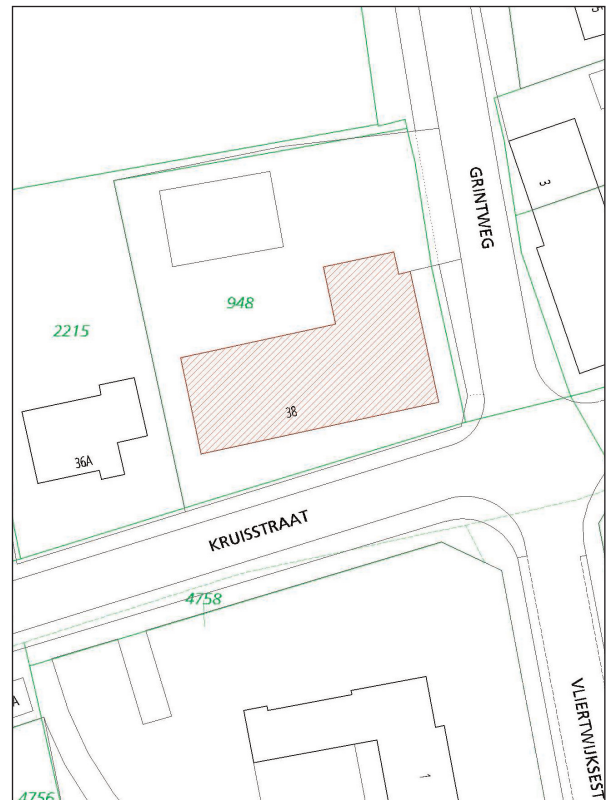 GRINTWEG
3
948
2215
38
36A
KRUISSTRAAT
4758
VLIERTWIJKSEST
A
1
4756